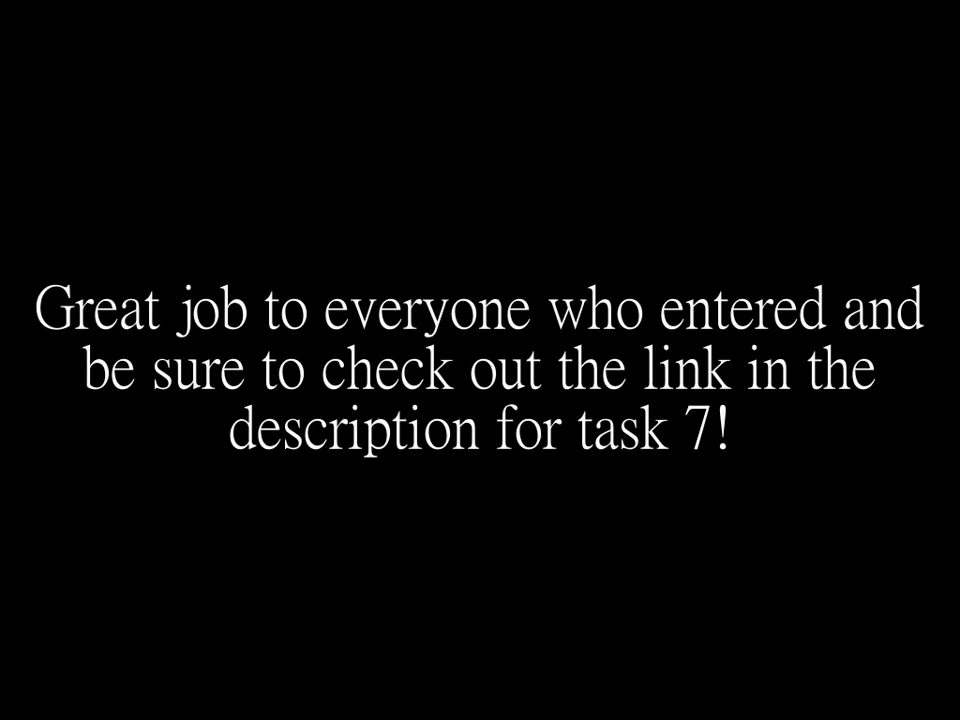 Great job to everyone who entered and
be sure to check out the link in the
description for task 7!